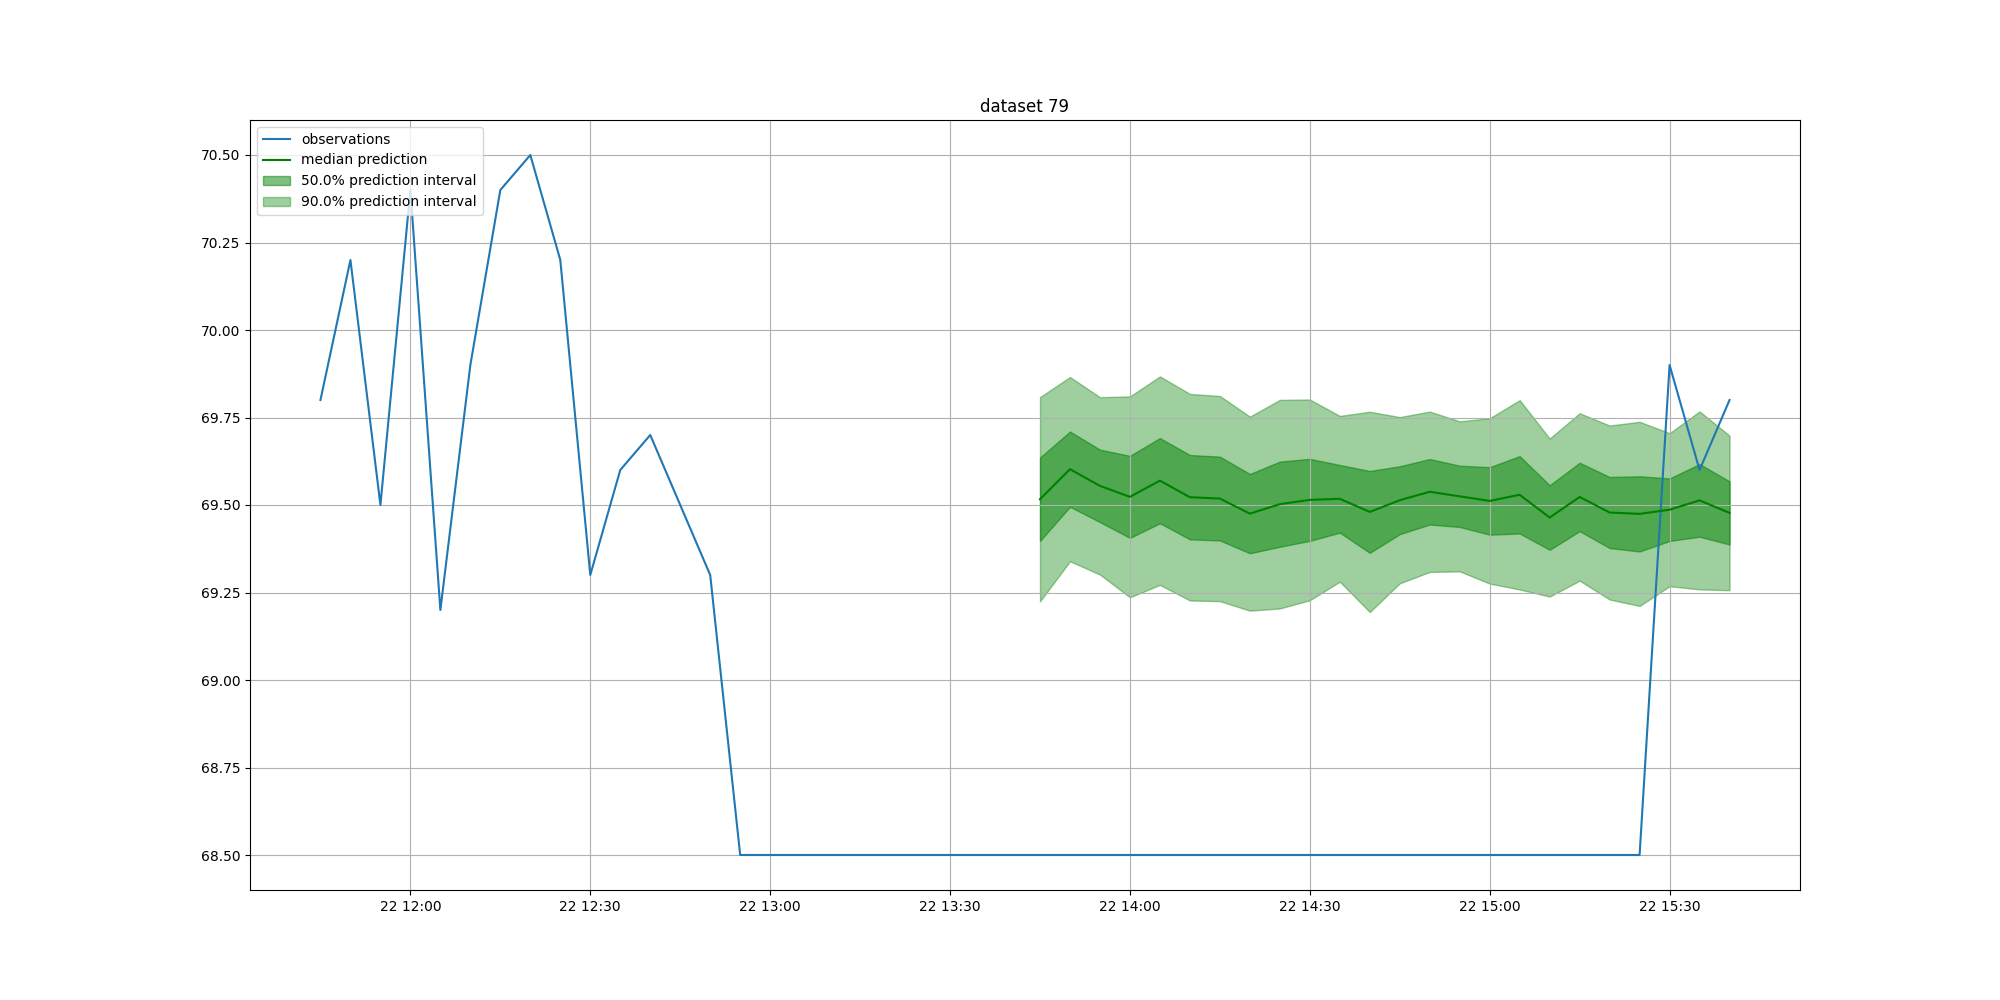 dataset 79
observations
median prediction
50.0% prediction interval
90.0% prediction interval
70.50
70.25
70.00
69.75
69.50
69.25
69.00
68.75
68.50
22 12:00 22 12:30 22 13:00 22 13:30 22 14:00 22 14:30 22 15:00 22 15:30